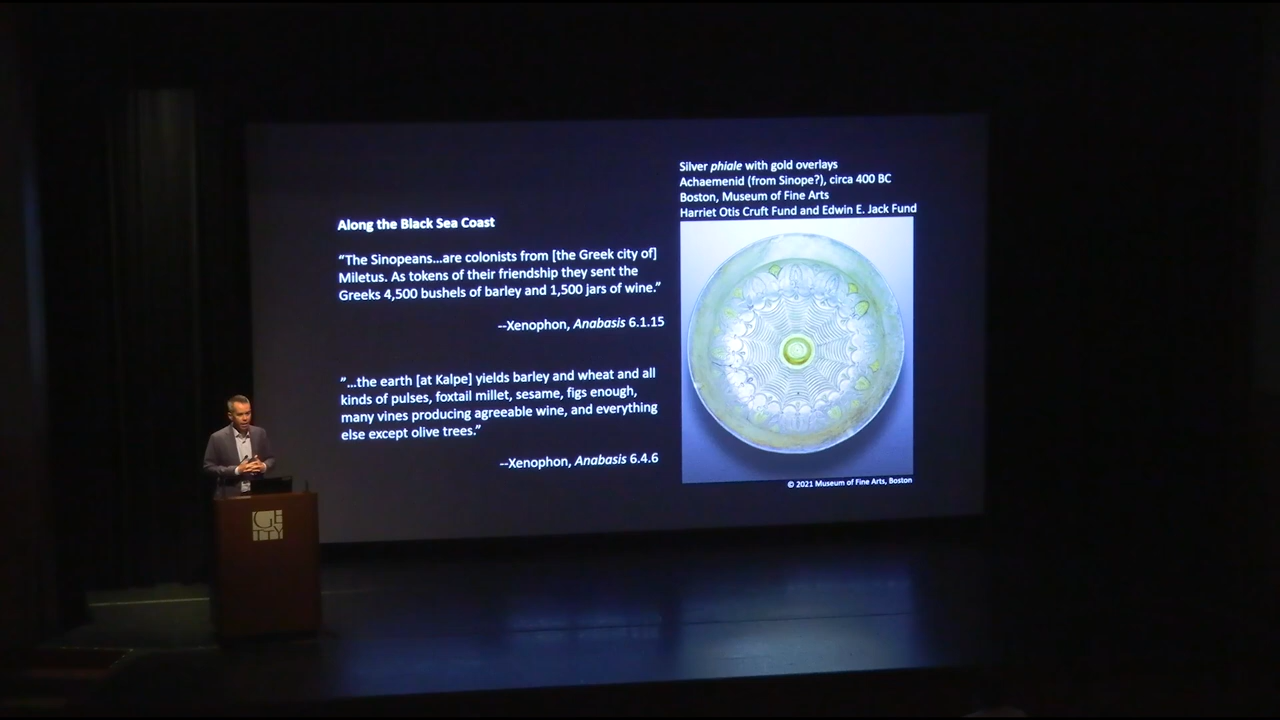 Along the Black Sea Coast
“The Sinopeans...are colonists from [the Greek city of]
Miletus. As tokens of their friendship they sent the
Greeks 4,500 bushels of barley and 1,500 jars of wine.”
--Xenophon, Anabasis 6.1.15
”...the earth [at Kalpe] yields barley and wheat and all
kinds of pulses, foxtail millet, sesame, figs enough,
many vines producing agreeable wine, and everything
else except olive trees.”
--Xenophon, Anabasis 6.4.6
Silver phiale with gold overlays
Achaemenid (from Sinope?), circa 400 BC
Boston, Museum of Fine Arts
Harriet Otis Cruft Fund and Edwin E. Jack Fund
© 2021 Museum of Fine Arts, Boston
GE
TTY